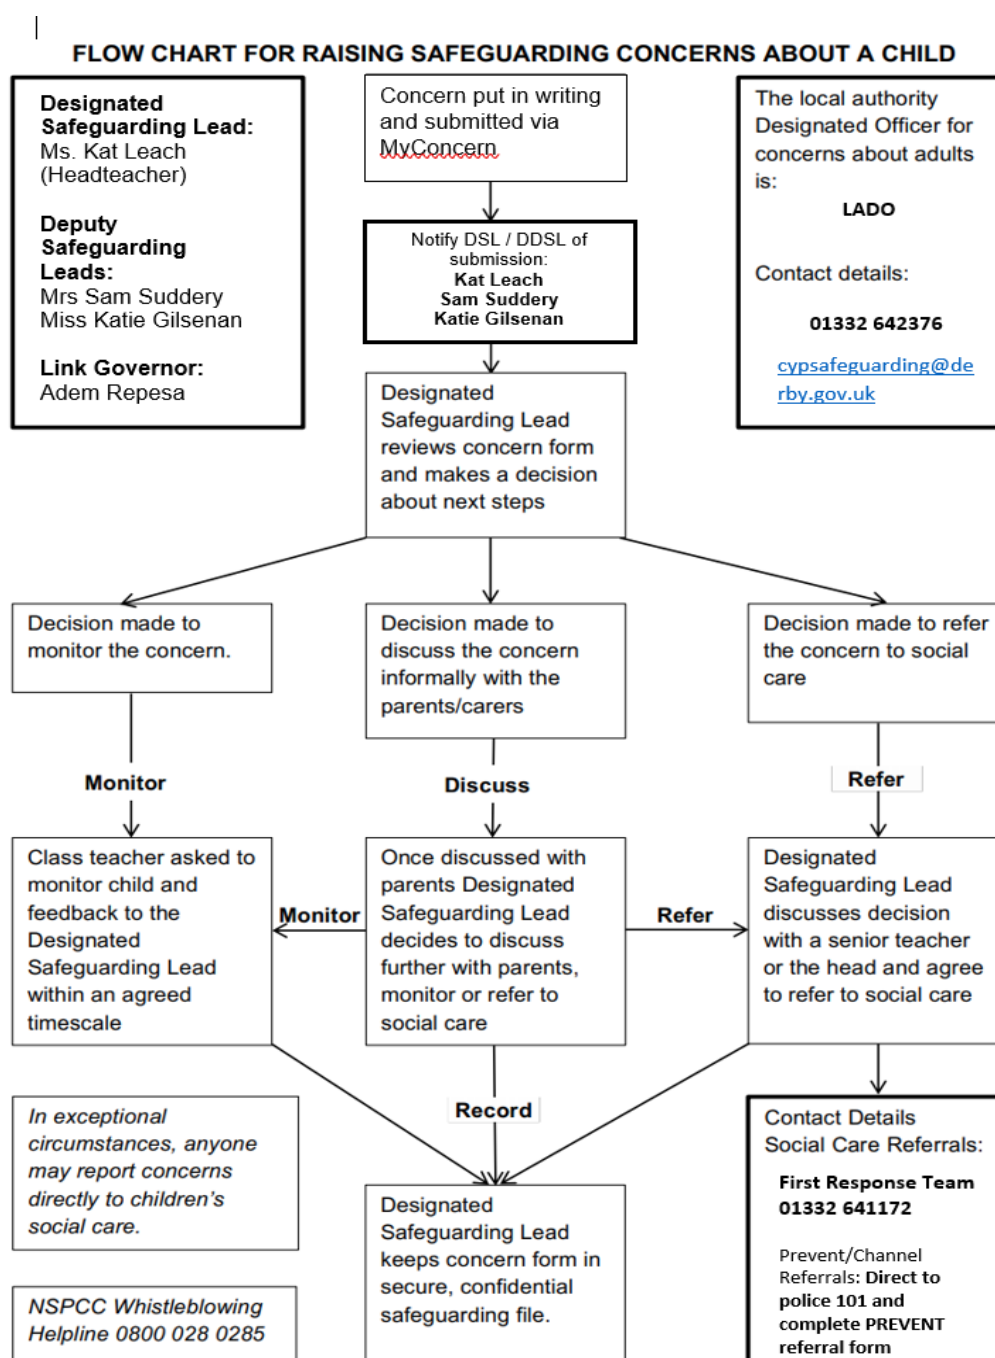 FLOW CHART FOR RAISING SAFEGUARDING CONCERNS ABOUT A CHILD
Designated
Safeguarding Lead:
Ms. Kat Leach
(Headteacher)
Deputy
Safeguarding
Leads:
Mrs Sam Suddery
Miss Katie Gilsenan
Link Governor:
Adem Repesa
Concern put in writing
and submitted via
MyConcern
The local authority
Designated Officer for
concerns about adults
is:
LADO
Contact details:
01332 642376
cypsafeguarding@de
rby.gov.uk
Notify DSL / DDSL of
submission:
Kat Leach
Sam Suddery
Katie Gilsenan
Designated
Safeguarding Lead
reviews concern form
and makes a decision
about next steps
Decision made to
monitor the concern.
Decision made to
discuss the concern
informally with the
parents/carers
Decision made to refer
the concern to social
care
Monitor
Discuss
Refer
Class teacher asked to
monitor child and
feedback to the
Designated
Safeguarding Lead
within an agreed
timescale
Monitor
Once discussed with
parents Designated
Safeguarding Lead
decides to discuss
further with parents,
monitor or refer to
social care
Refer
Designated
Safeguarding Lead
discusses decision
with a senior teacher
or the head and agree
to refer to social care
Record
In exceptional
circumstances, anyone
may report concerns
directly to children's
social care.
NSPCC Whistleblowing
Helpline 0800 028 0285
Designated
Safeguarding Lead
keeps concern form in
secure, confidential
safeguarding file.
Contact Details
Social Care Referrals:
First Response Team
01332 641172
Prevent/Channel
Referrals: Direct to
police 101 and
complete PREVENT
referral form